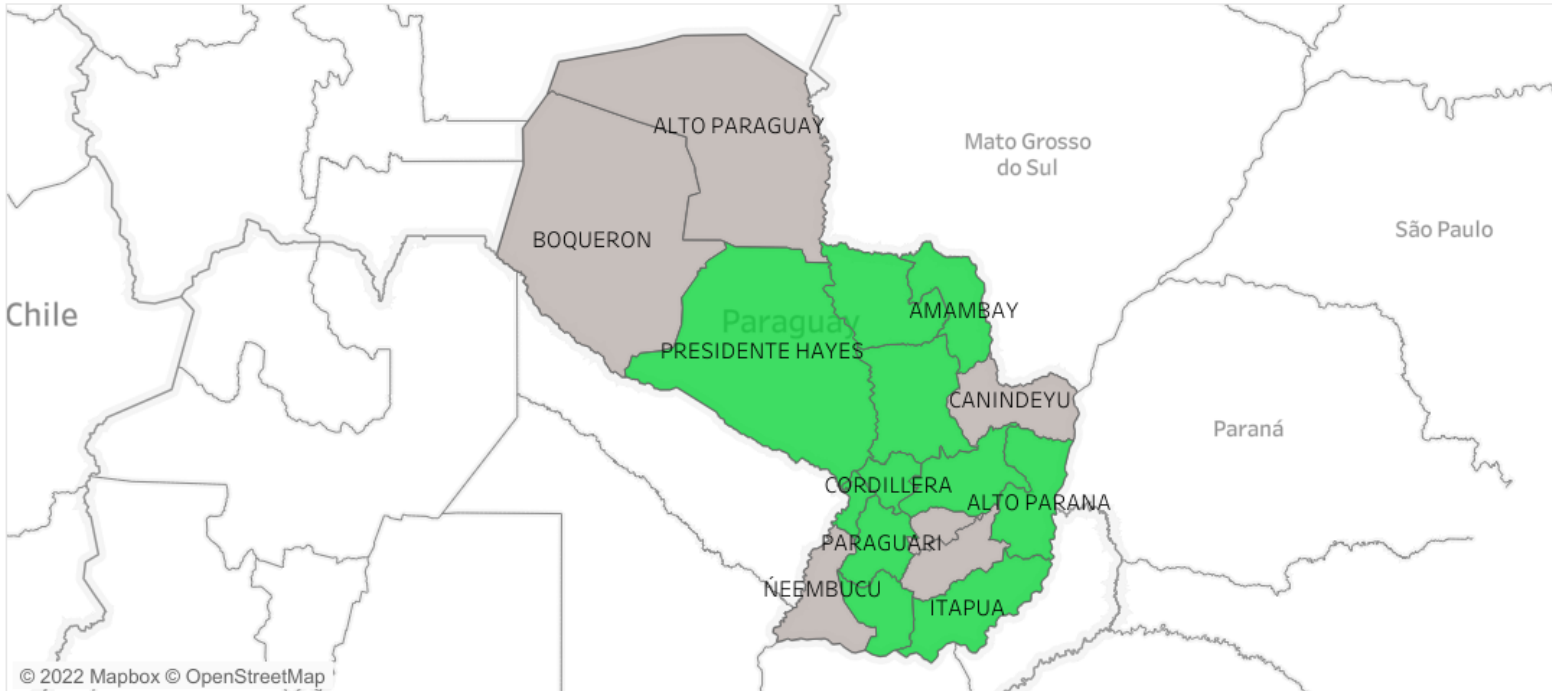 ALTO PARAGUAY
Mato Grosso
do Sul
São Paulo
BOQUERON
Chile
Paraguay
AMAMBAY
PRESIDENTE HAYES
CANINDEYU
Paraná
CORDILLERA
ALTO PARANA
PARAGUARI
ŃEEMBUCU
ITAPUA
© 2022 Mapbox © OpenStreetMap